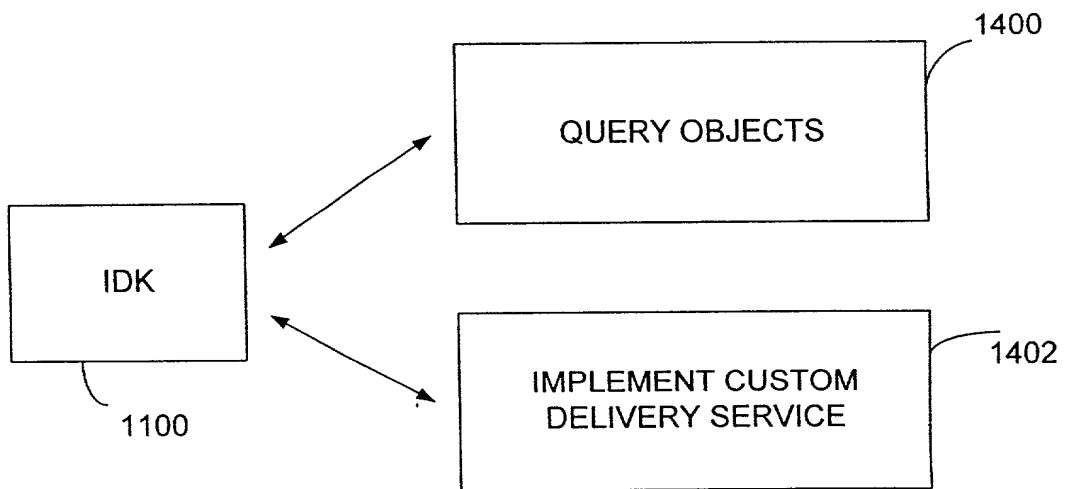 1400
QUERY OBJECTS
IDK
1100
IMPLEMENT CUSTOM
DELIVERY SERVICE
1402